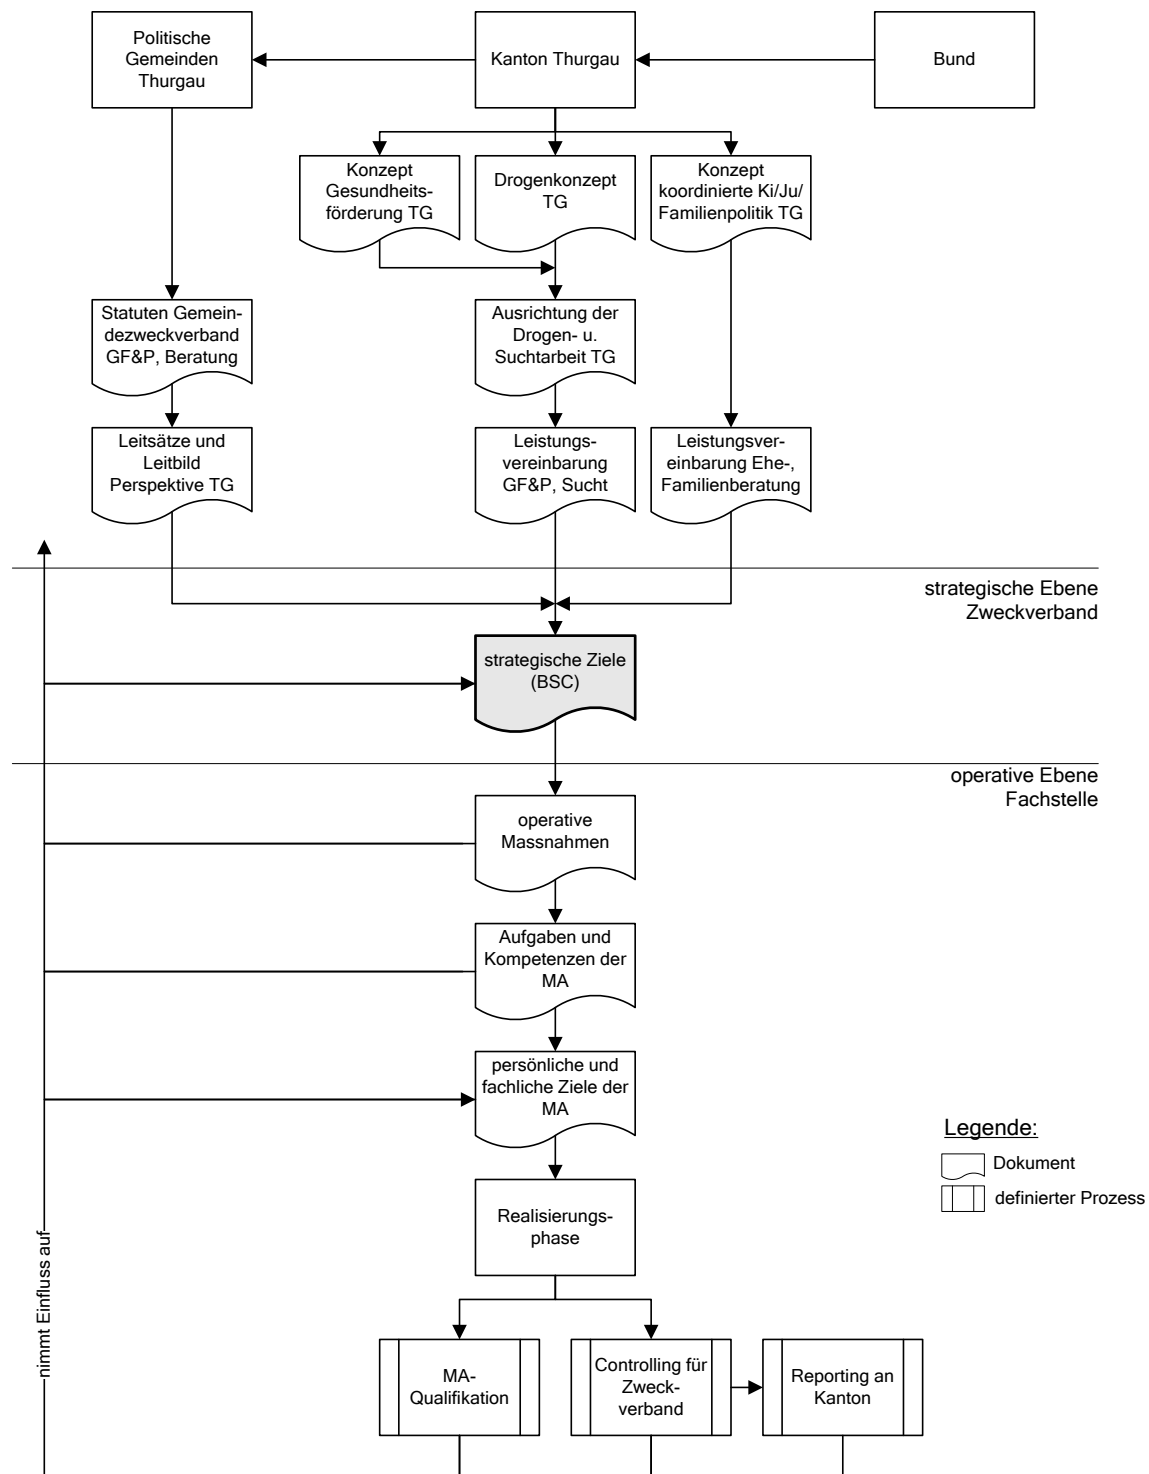 Politische
Gemeinden
Thurgau
Kanton Thurgau
Bund
Konzept
Gesundheits-
förderung TG
Drogenkonzept
TG
Konzept
koordinierte Ki/Ju/
Familienpolitik TG
Statuten Gemein-
dezweckverband
GF&P, Beratung
Ausrichtung der
Drogen- u.
Suchtarbeit TG
Leitsätze und
Leitbild
Perspektive TG
Leistungs-
vereinbarung
GF&P, Sucht
Leistungsver-
einbarung Ehe-,
Familienberatung
strategische Ebene
Zweckverband
strategische Ziele
(BSC)
operative Ebene
Fachstelle
operative
Massnahmen
Aufgaben und
Kompetenzen der
MA
persönliche und
fachliche Ziele der
MA
Legende:
Dokument
definierter Prozess
Realisierungs-
phase
nimmt Einfluss auf
MA-
Qualifikation
Controlling für
Zweck-
verband
Reporting an
Kanton